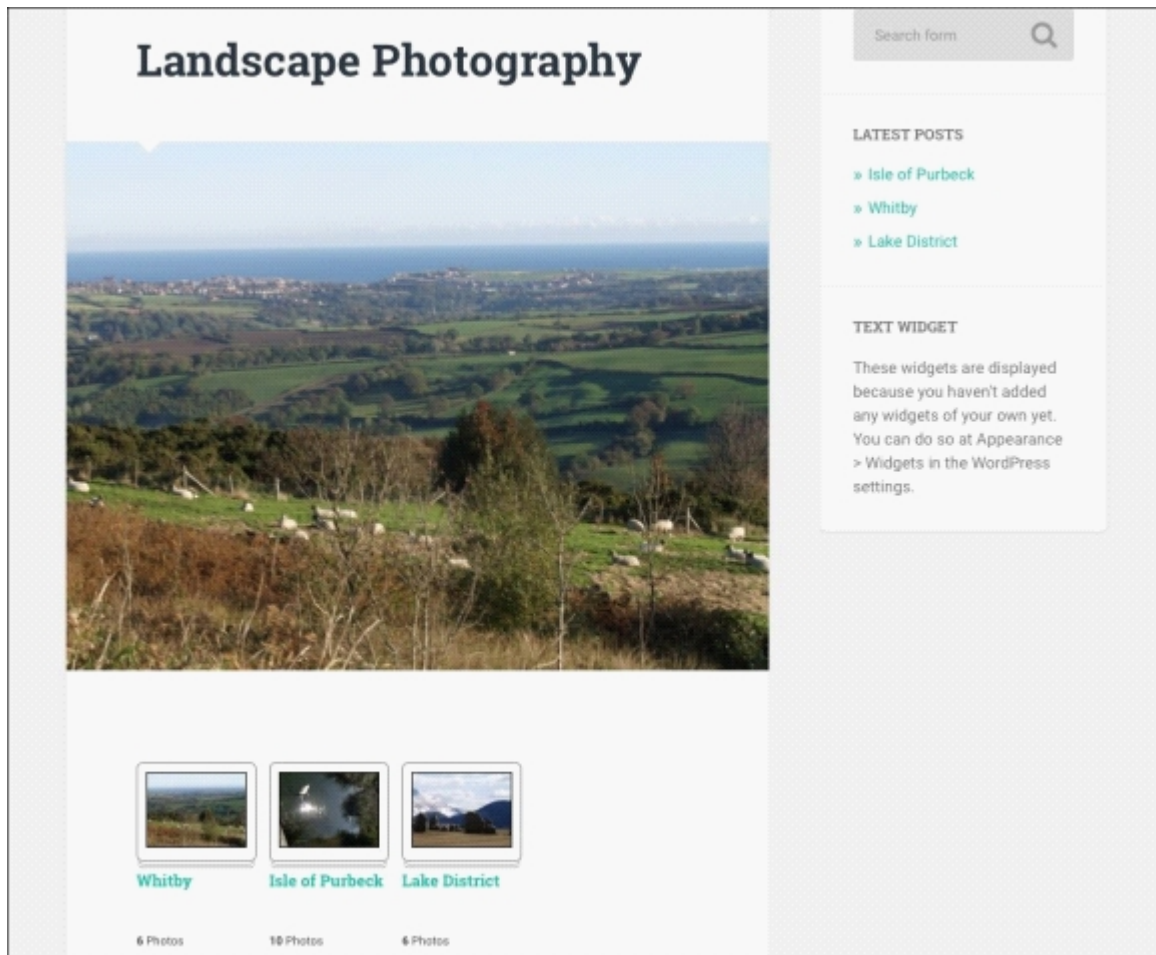 Landscape Photography
Search form
LATEST POSTS
» Isle of Purbeck
» Whitby
» Lake District
TEXT WIDGET
These widgets are displayed
because you haven't added
any widgets of your own yet.
You can do so at Appearance
> Widgets in the WordPress
settings.
Whitby
Isle of Purbeck
Lake District
6 Photos
10 Photos
6 Photos